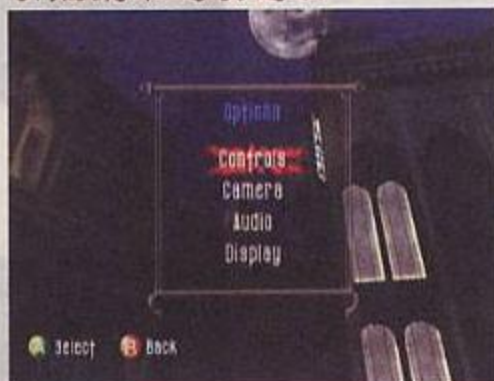 Options
Controls
Camera
Audio
Display
A Select B Back